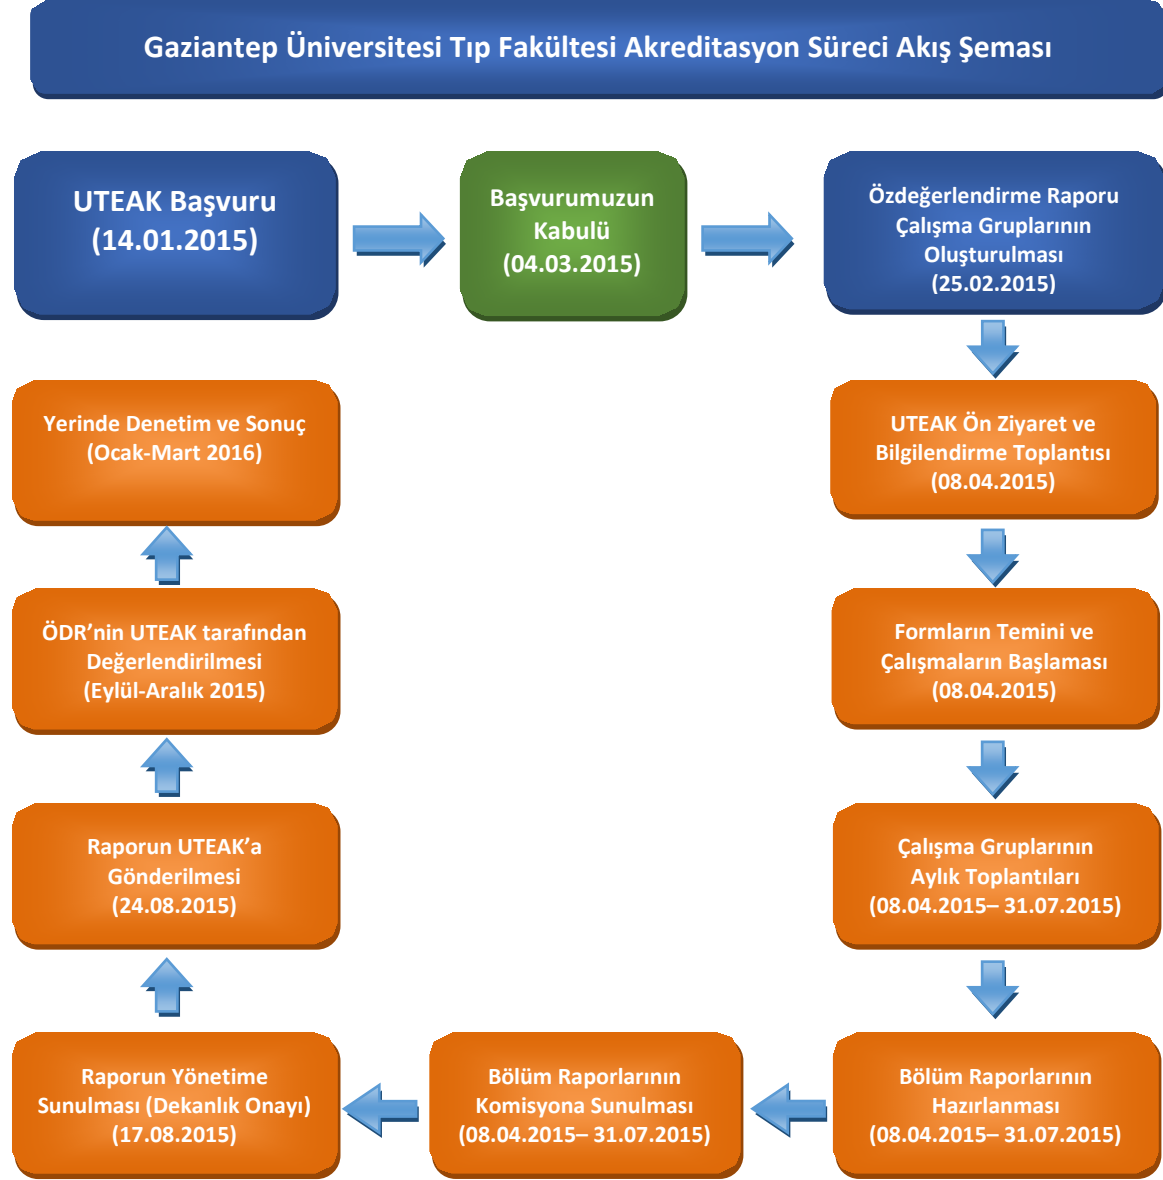 Gaziantep Üniversitesi Tıp Fakültesi Akreditasyon Süreci Akış Şeması
UTEAK Başvuru
(14.01.2015)
Başvurumuzun
Kabulü
(04.03.2015)
Özdeğerlendirme Raporu
Çalışma Gruplarının
Oluşturulması
(25.02.2015)
UTEAK Ön Ziyaret ve
Bilgilendirme Toplantısı
(08.04.2015)
Formların Temini ve
Çalışmaların Başlaması
(08.04.2015)
Çalışma Gruplarının
Aylık Toplantıları
(08.04.2015– 31.07.2015)
Bölüm Raporlarının
Hazırlanması
(08.04.2015– 31.07.2015)
Bölüm Raporlarının
Komisyona Sunulması
(08.04.2015– 31.07.2015)
Raporun Yönetime
Sunulması (Dekanlık Onayı)
(17.08.2015)
Raporun UTEAK’a
Gönderilmesi
(24.08.2015)
ÖDR’nin UTEAK tarafından
Değerlendirilmesi
(Eylül-Aralık 2015)
Yerinde Denetim ve Sonuç
(Ocak-Mart 2016)